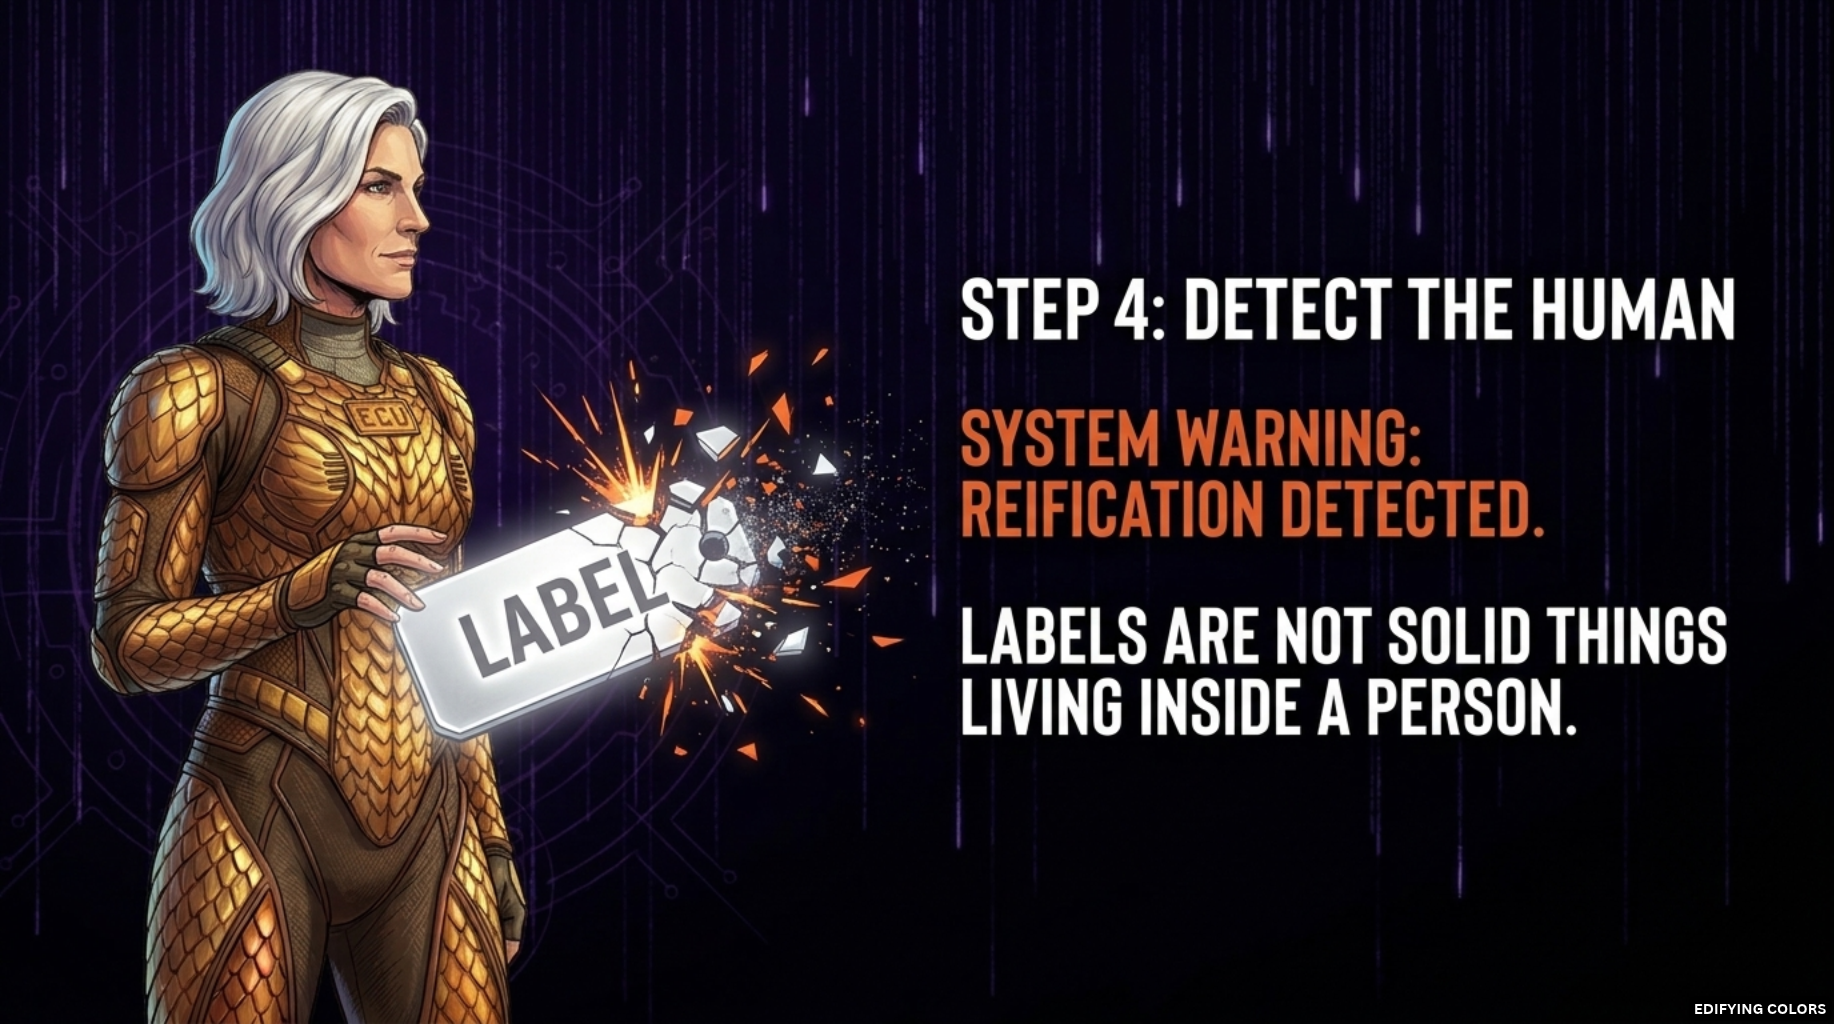 ECU
LABEL
STEP 4: DETECT THE HUMAN
SYSTEM WARNING:
REIFICATION DETECTED.
LABELS ARE NOT SOLID THINGS
LIVING INSIDE A PERSON.
EDIFYING COLORS